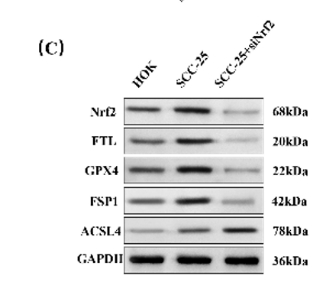 (C)
HOK SCC-25 SCC-25+siNrf2
Nrf2 68kDa
FTL 20kDa
GPX4 22kDa
FSP1 42kDa
ACSL4 78kDa
GAPDH 36kDa